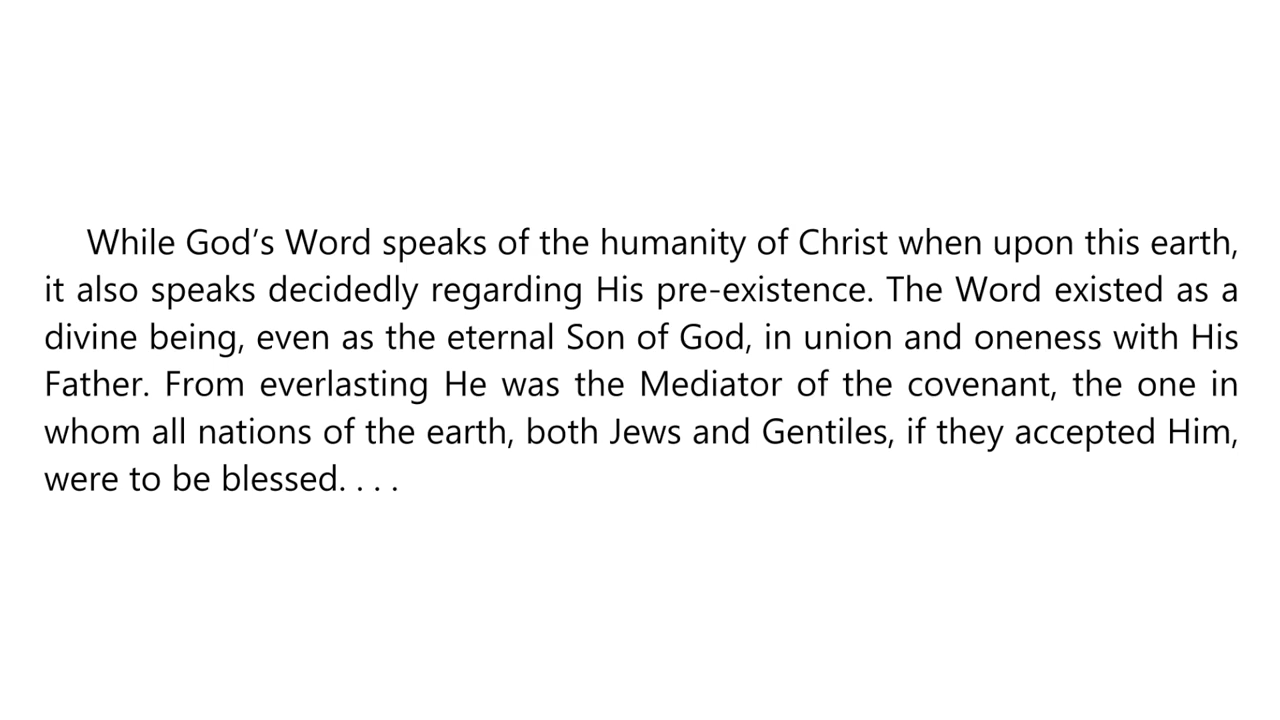 While God’s Word speaks of the humanity of Christ when upon this earth,
it also speaks decidedly regarding His pre-existence. The Word existed as a
divine being, even as the eternal Son of God, in union and oneness with His
Father. From everlasting He was the Mediator of the covenant, the one in
whom all nations of the earth, both Jews and Gentiles, if they accepted Him,
were to be blessed. . . .